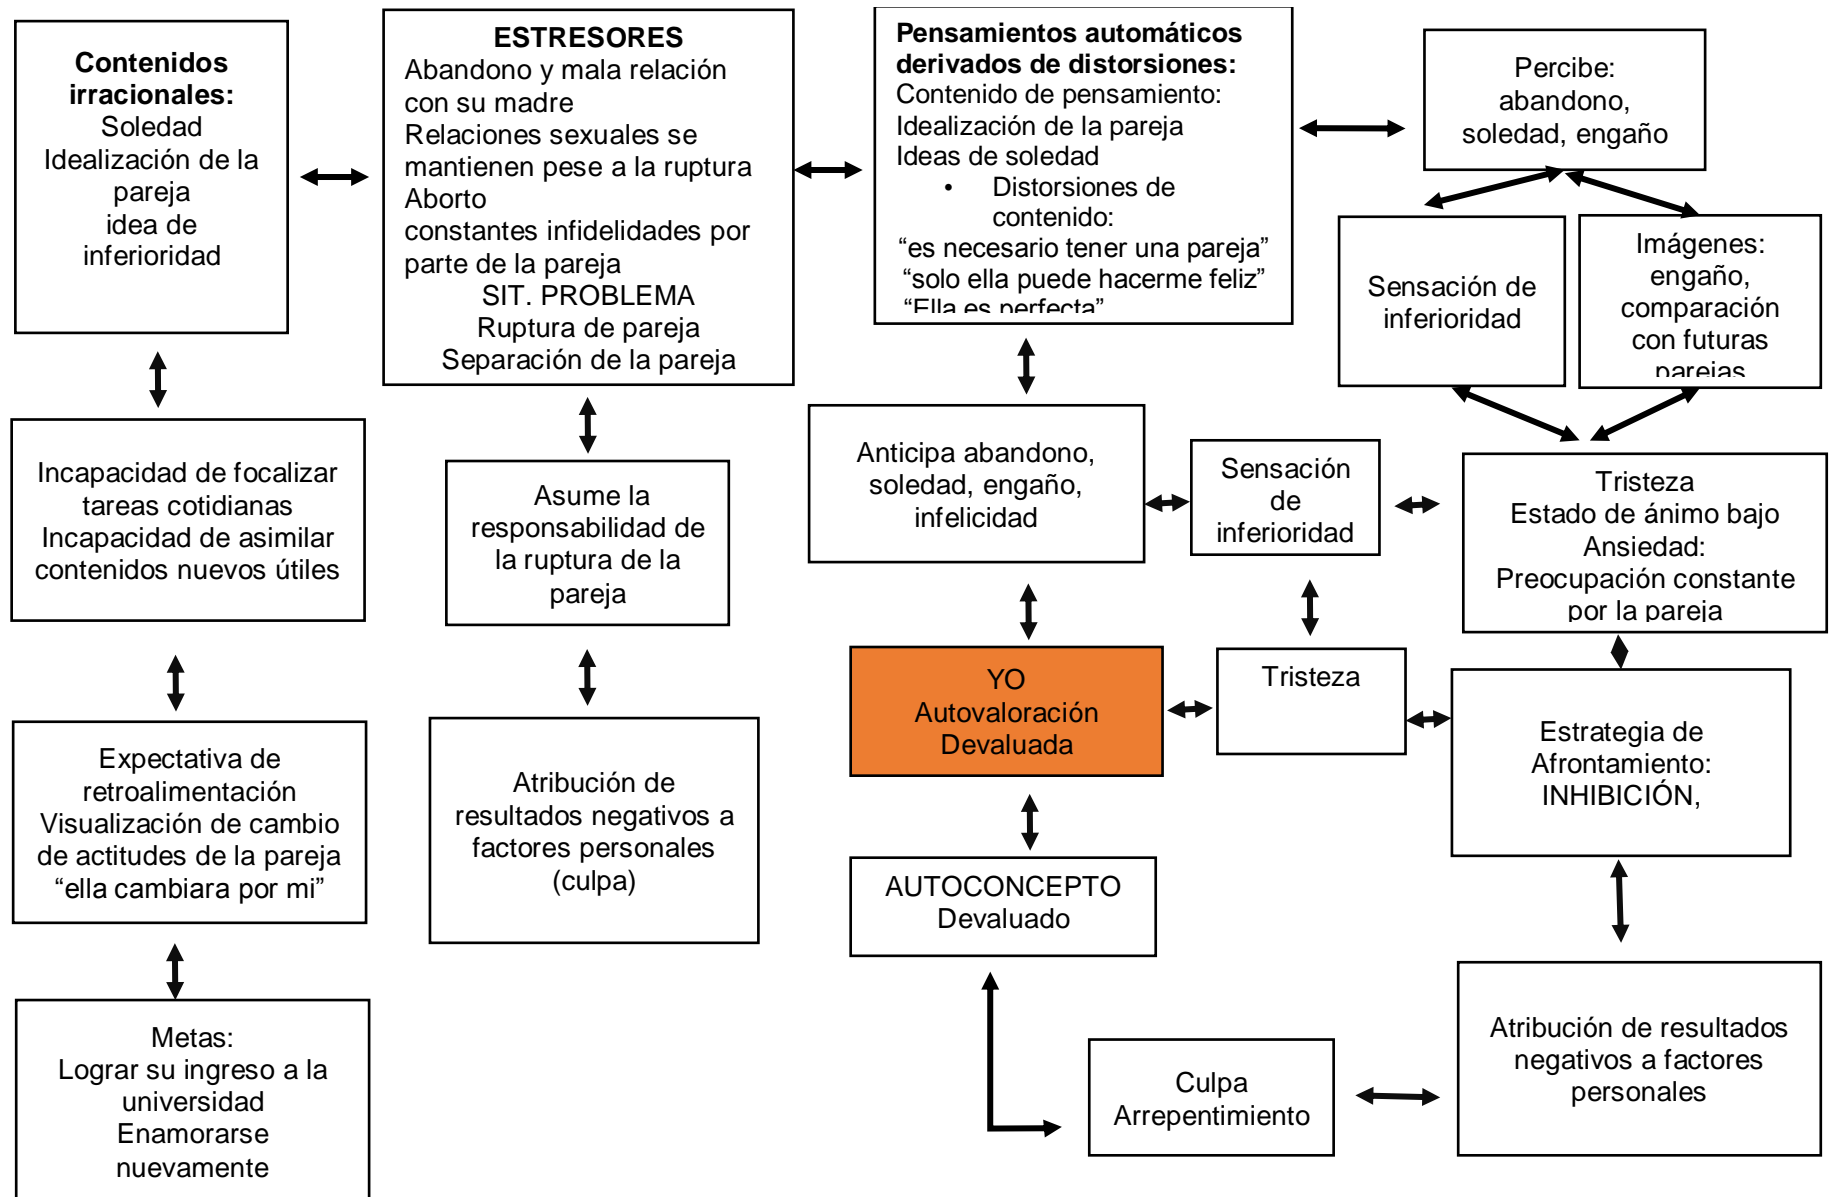 Contenidos
irracionales:
Soledad
Idealización de la
pareja
idea de
inferioridad
ESTRESORES
Abandono y mala relación
con su madre
Relaciones sexuales se
mantienen pese a la ruptura
Aborto
constantes infidelidades por
parte de la pareja
SIT. PROBLEMA
Ruptura de pareja
Separación de la pareja
Pensamientos automáticos
derivados de distorsiones:
Contenido de pensamiento:
Idealización de la pareja
Ideas de soledad
• Distorsiones de
contenido:
“es necesario tener una pareja”
“solo ella puede hacerme feliz”
“Ella es perfecta”
Percibe:
abandono,
soledad, engaño
Sensación de
inferioridad
Imágenes:
engaño,
comparación
con futuras
parejas
Incapacidad de focalizar
tareas cotidianas
Incapacidad de asimilar
contenidos nuevos útiles
Asume la
responsabilidad de
la ruptura de la
pareja
Anticipa abandono,
soledad, engaño,
infelicidad
Sensación
de
inferioridad
Tristeza
Estado de ánimo bajo
Ansiedad:
Preocupación constante
por la pareja
YO
Autovaloración
Devaluada
Tristeza
Estrategia de
Afrontamiento:
INHIBICIÓN,
Expectativa de
retroalimentación
Visualización de cambio
de actitudes de la pareja
“ella cambiara por mi”
Atribución de
resultados negativos a
factores personales
(culpa)
AUTOCONCEPTO
Devaluado
Metas:
Lograr su ingreso a la
universidad
Enamorarse
nuevamente
Culpa
Arrepentimiento
Atribución de resultados
negativos a factores
personales